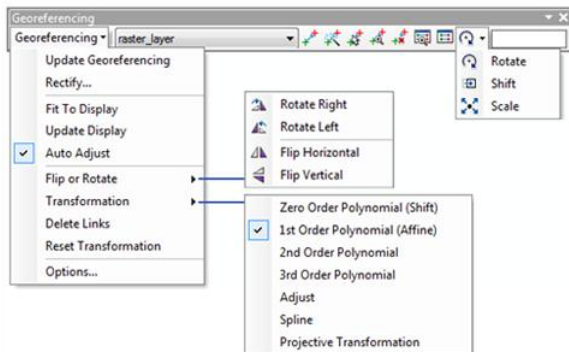 Georeferencing
Georeferencing
raster_layer
Update Georeferencing
Rectify...
Fit To Display
Update Display
Auto Adjust
Flip or Rotate
Transformation
Delete Links
Reset Transformation
Options...
Rotate Right
Rotate Left
Flip Horizontal
Flip Vertical
Zero Order Polynomial (Shift)
1st Order Polynomial (Affine)
2nd Order Polynomial
3rd Order Polynomial
Adjust
Spline
Projective Transformation
Rotate
Shift
Scale